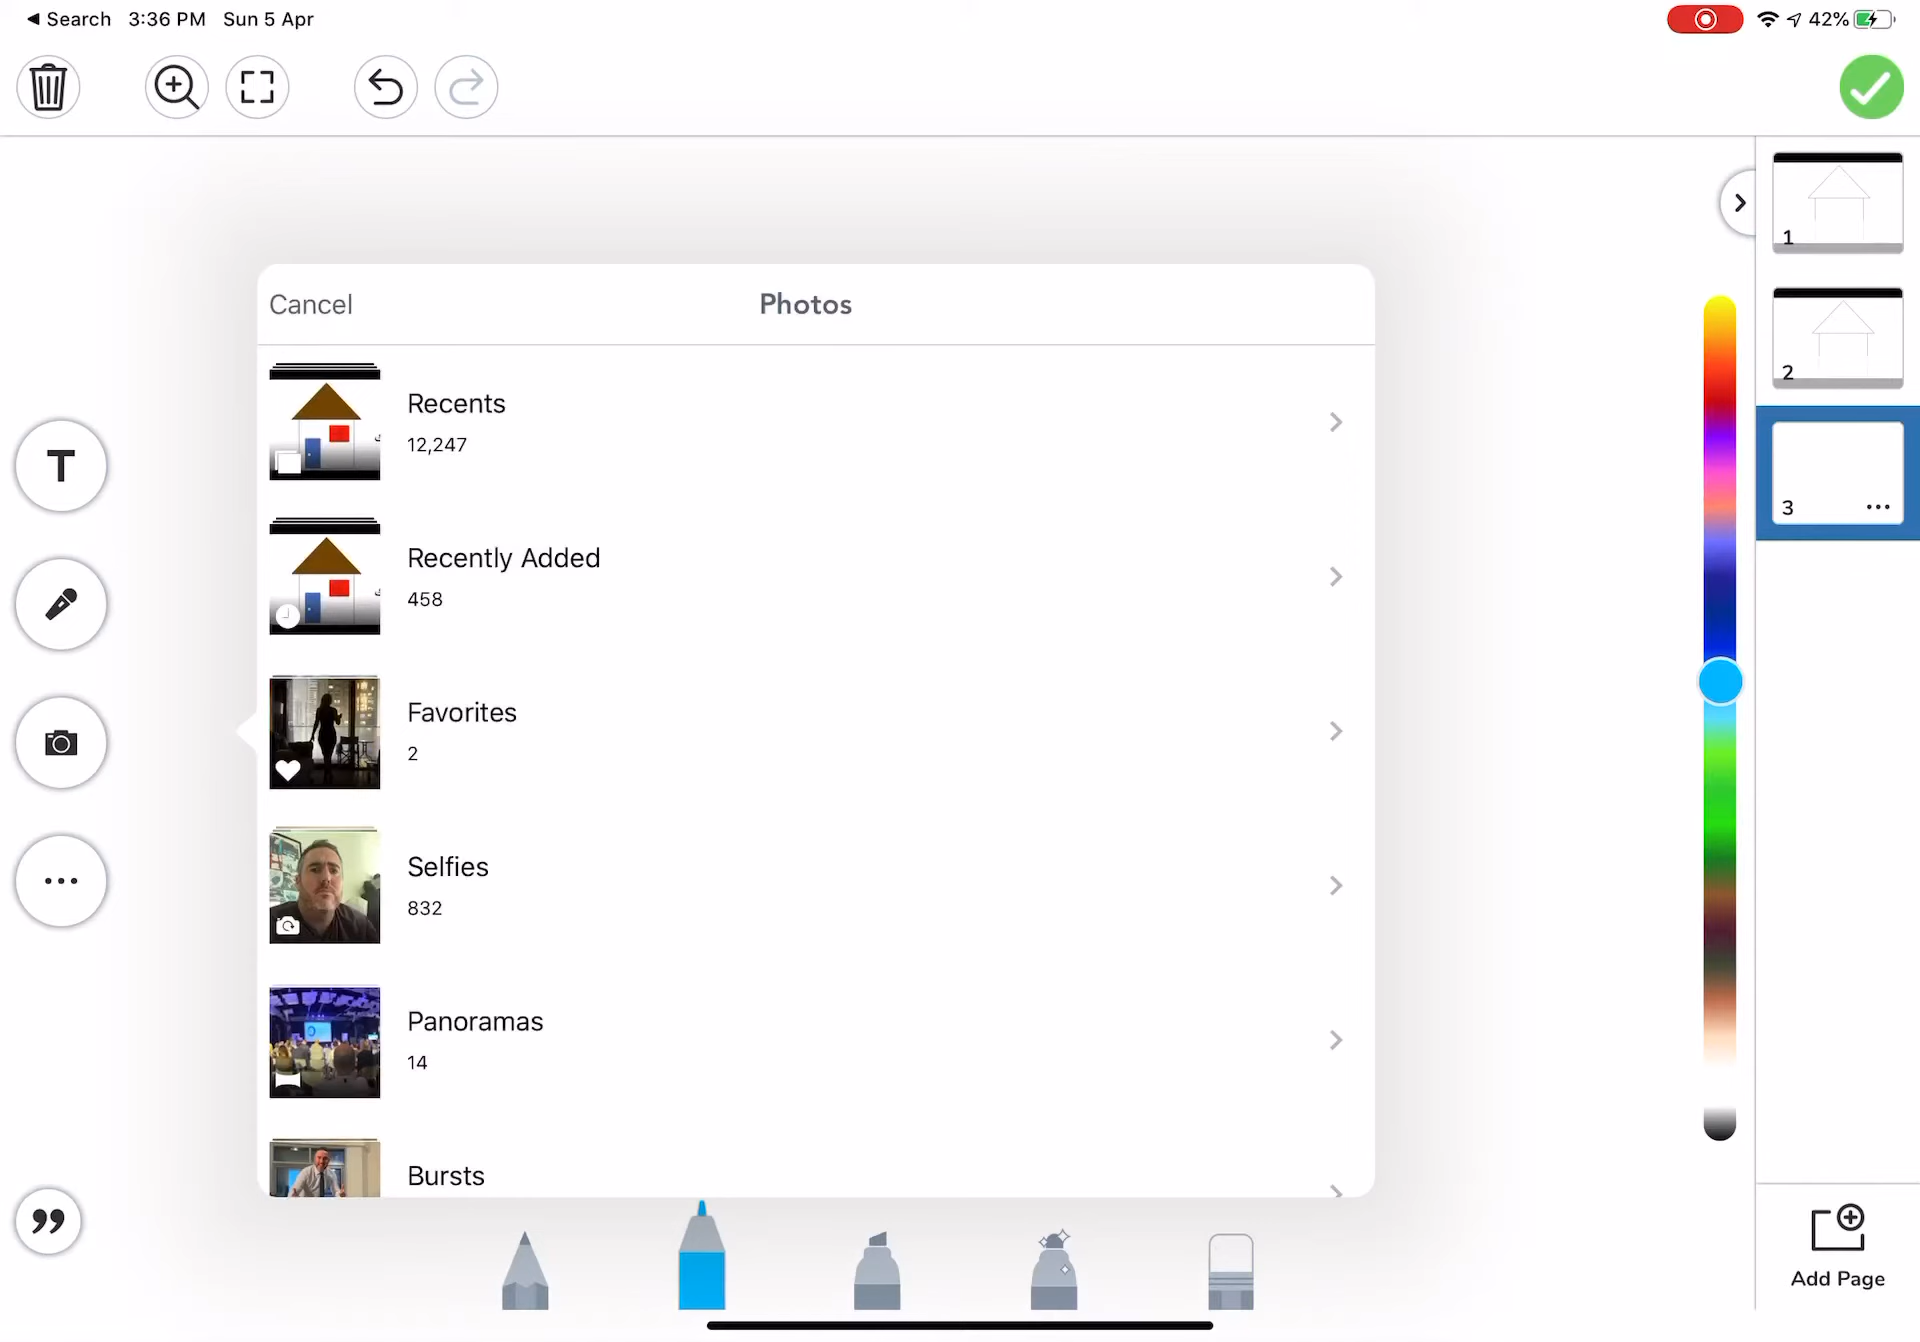 Search 3:36 PM Sun 5 Apr
42%
Cancel
Photos
Recents
12,247
Recently Added
458
Favorites
2
Selfies
832
Panoramas
14
Bursts
T
”
1
2
3
Add Page